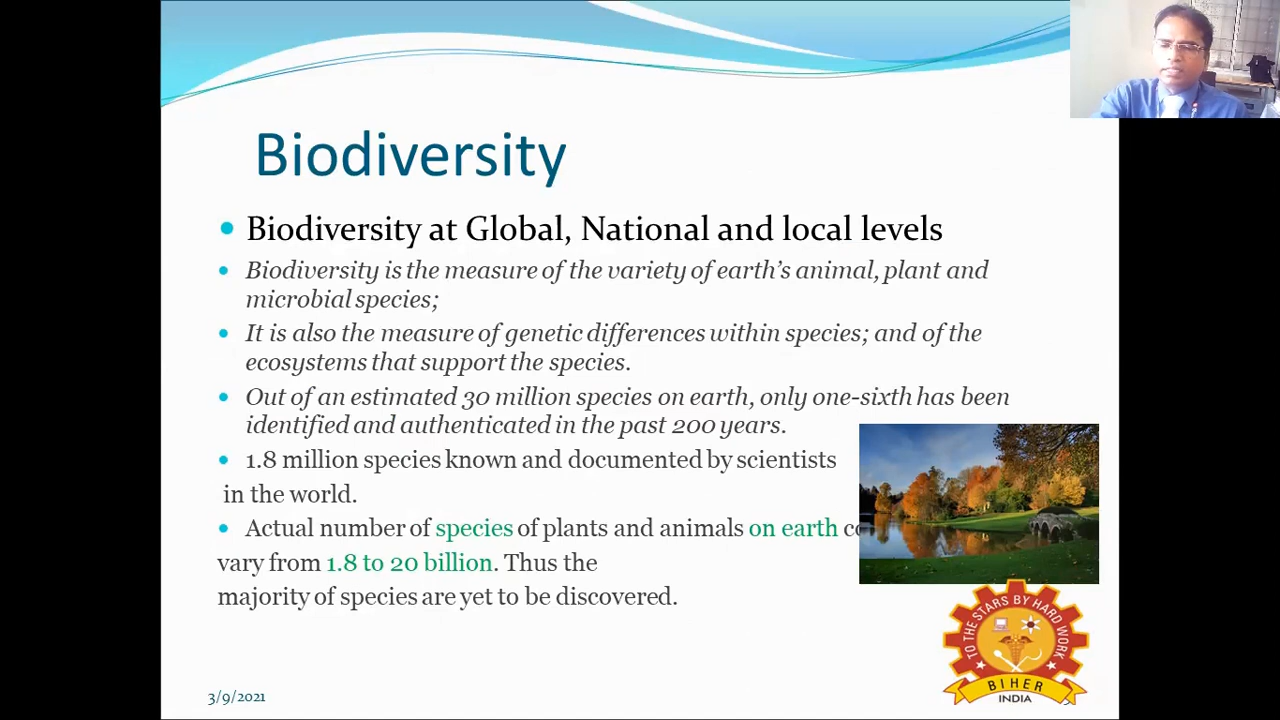 Biodiversity
Biodiversity at Global, National and local levels
Biodiversity is the measure of the variety of earth's animal, plant and
microbial species;
It is also the measure of genetic differences within species; and of the
ecosystems that support the species.
Out of an estimated 30 million species on earth, only one-sixth has been
identified and authenticated in the past 200 years.
1.8 million species known and documented by scientists
in the world.
Actual number of species of plants and animals on earth
vary from 1.8 to 20 billion. Thus the
majority of species are yet to be discovered.
TO THE STARS BY HARD WORK
BIHER
INDIA
3/9/2021